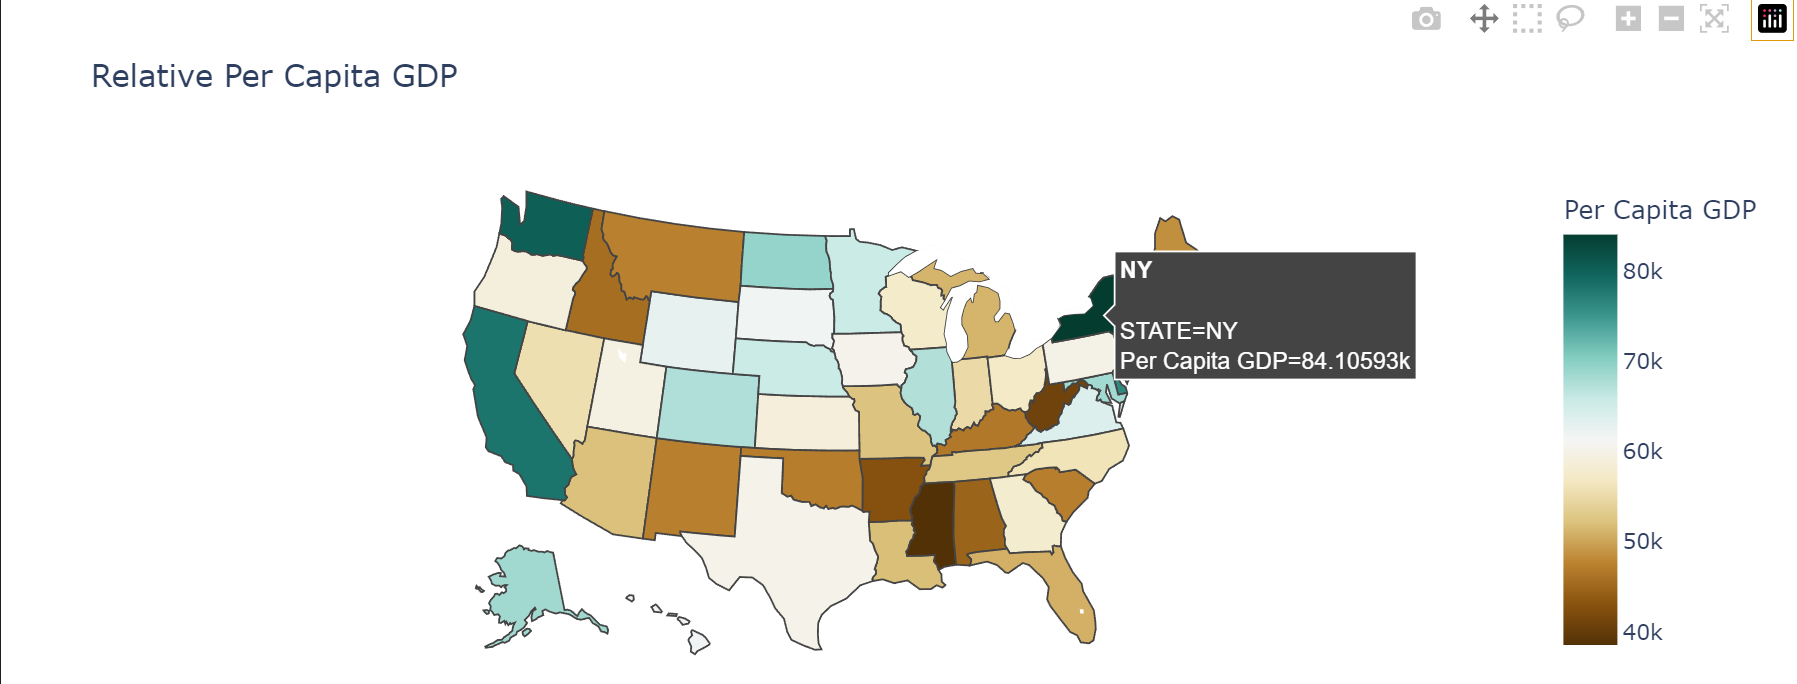 Relative Per Capita GDP
NY
STATE=NY
Per Capita GDP=84.10593k
Per Capita GDP
80k
70k
60k
50k
40k